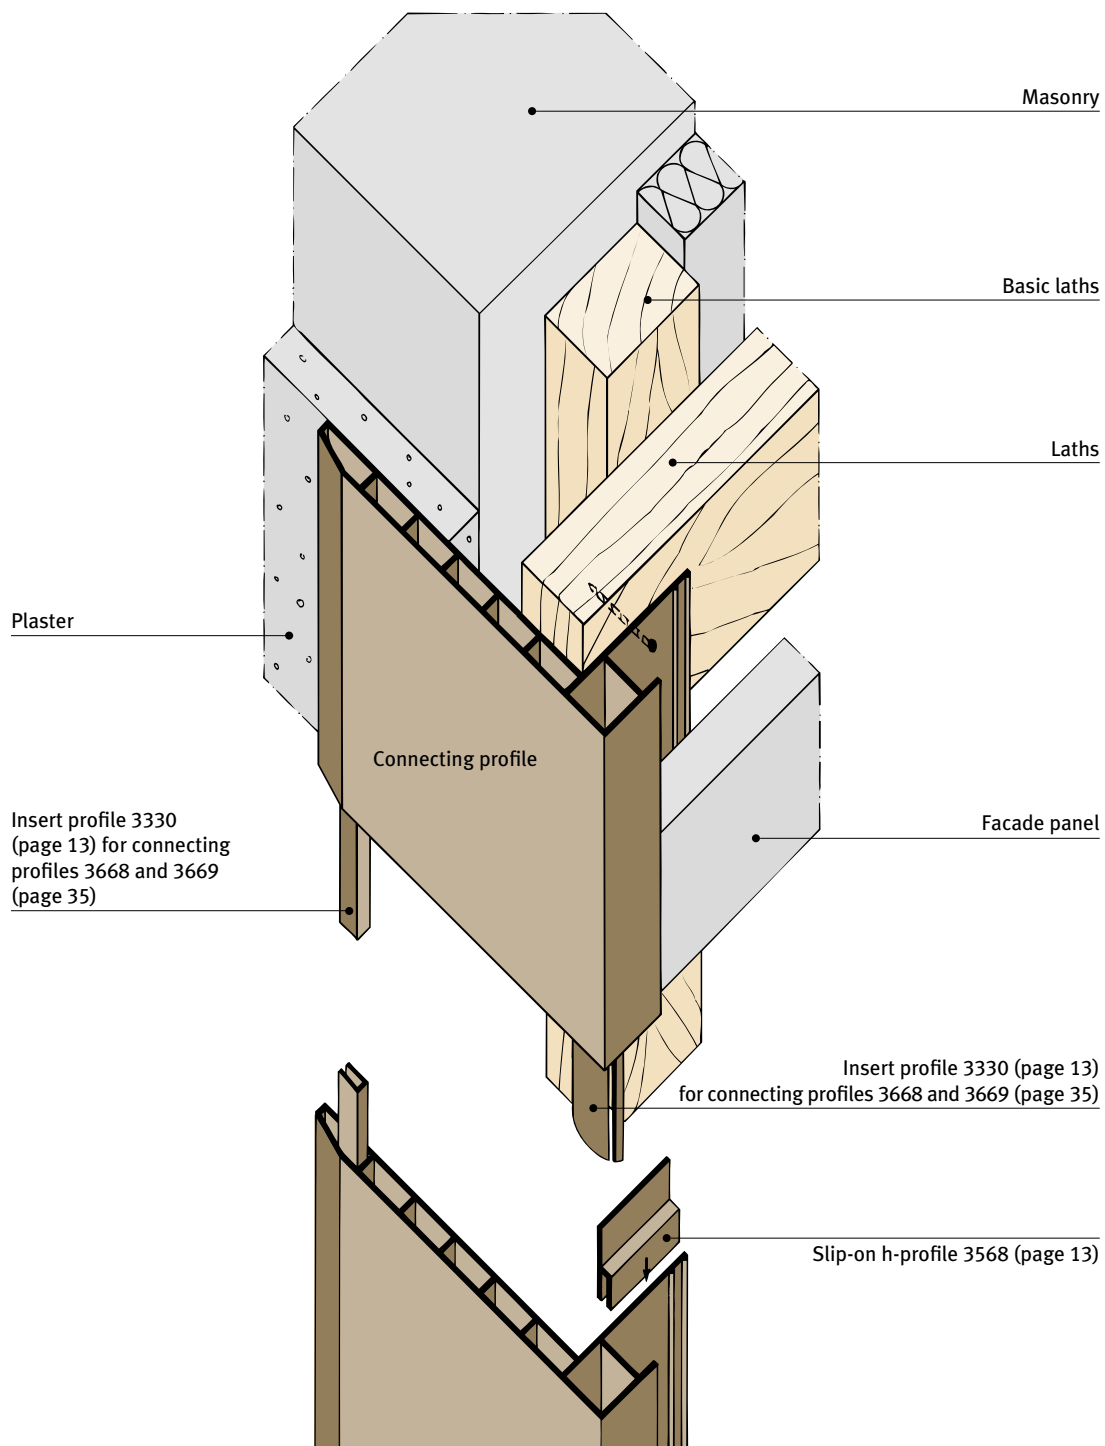 Masonry
Basic laths
Laths
Plaster
Connecting profile
Insert profile 3330
(page 13) for connecting
profiles 3668 and 3669
(page 35)
Facade panel
Insert profile 3330 (page 13)
for connecting profiles 3668 and 3669 (page 35)
Slip-on h-profile 3568 (page 13)